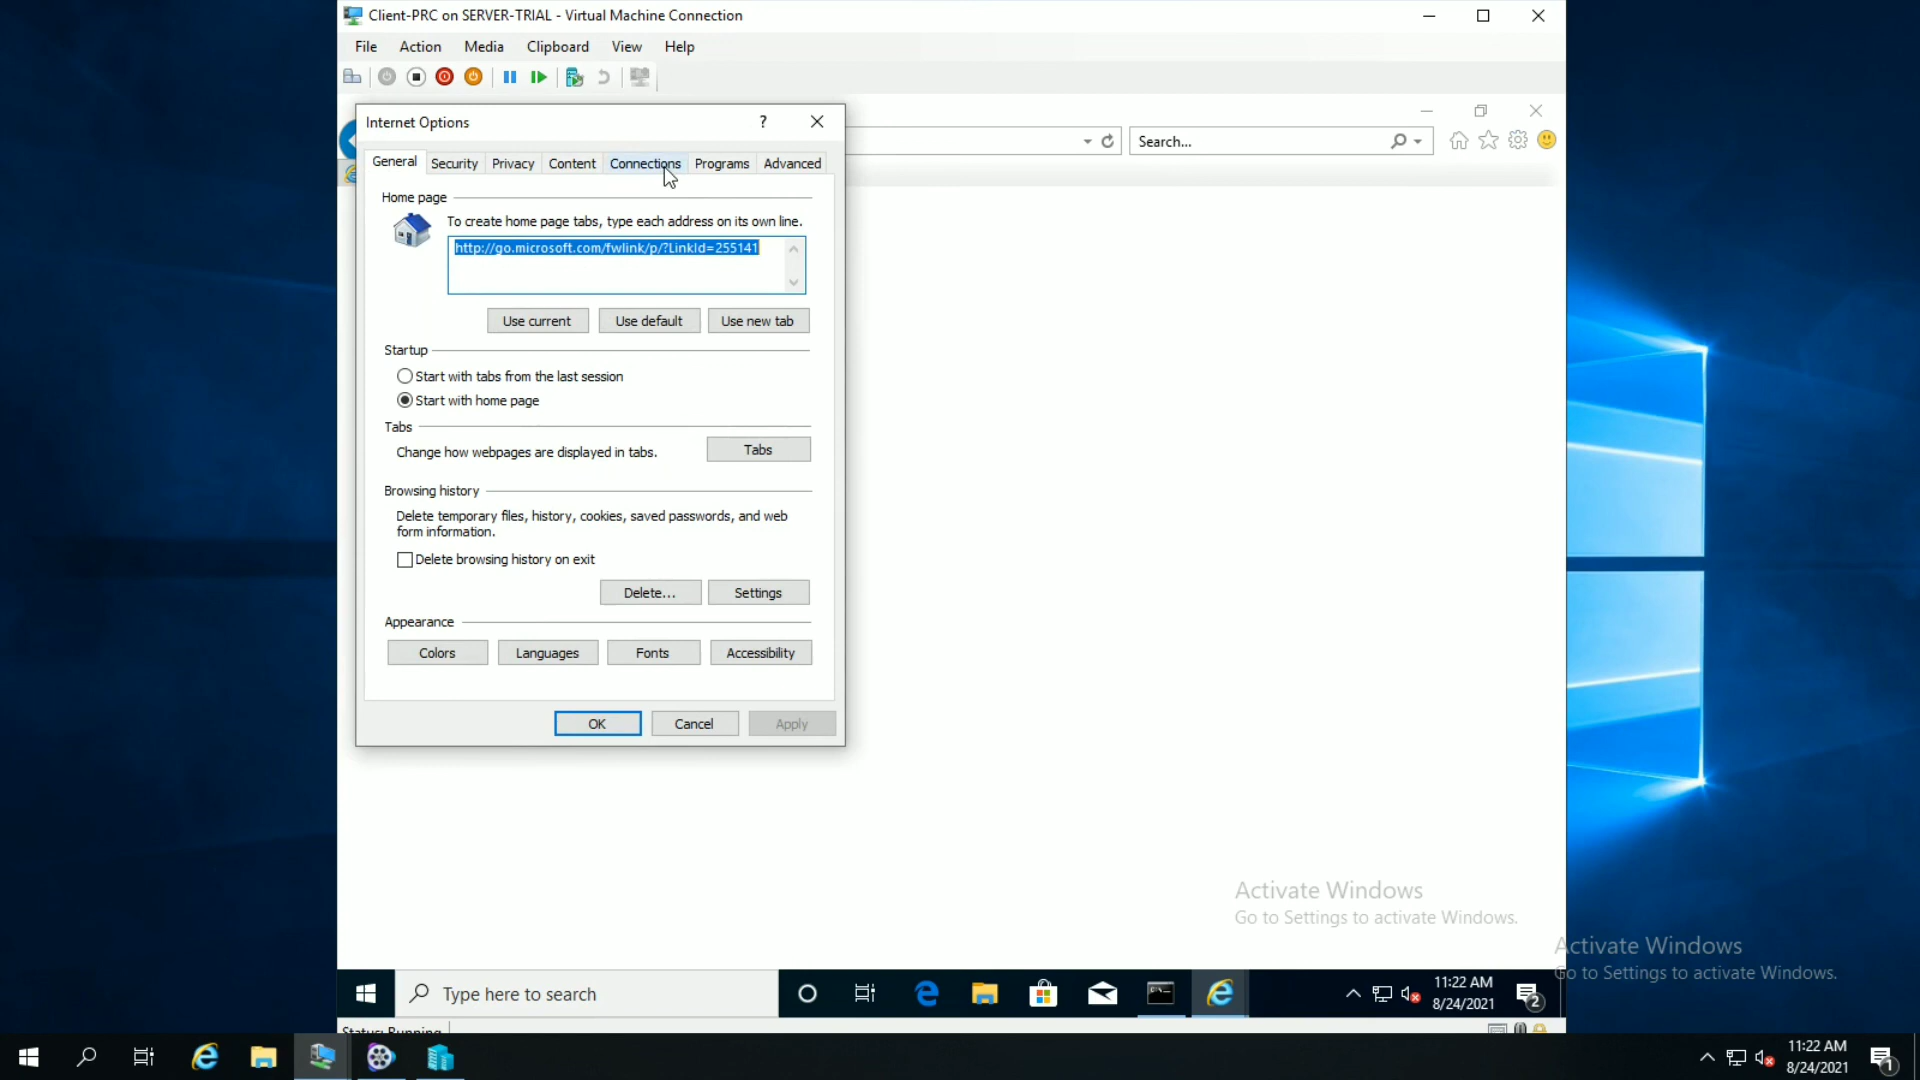 Client-PRC on SERVER-TRIAL - Virtual Machine Connection
File Action Media Clipboard View Help
Internet Options
?
Search...
General Security Privacy Content Connections Programs Advanced
Home page
To create home page tabs, type each address on its own line.
http://go.microsoft.com/fwlink/p/?LinkId=255141
Use current Use default Use new tab
Startup
Start with tabs from the last session
Start with home page
Tabs
Change how webpages are displayed in tabs.
Tabs
Browsing history
Delete temporary files, history, cookies, saved passwords, and web
form information.
Delete browsing history on exit
Delete... Settings
Appearance
Colors Languages Fonts Accessibility
OK Cancel Apply
Activate Windows
Go to Settings to activate Windows.
Activate Windows
Go to Settings to activate Windows.
Type here to search
11:22 AM
8/24/2021
2
Status: Running
11:22 AM
8/24/2021
1